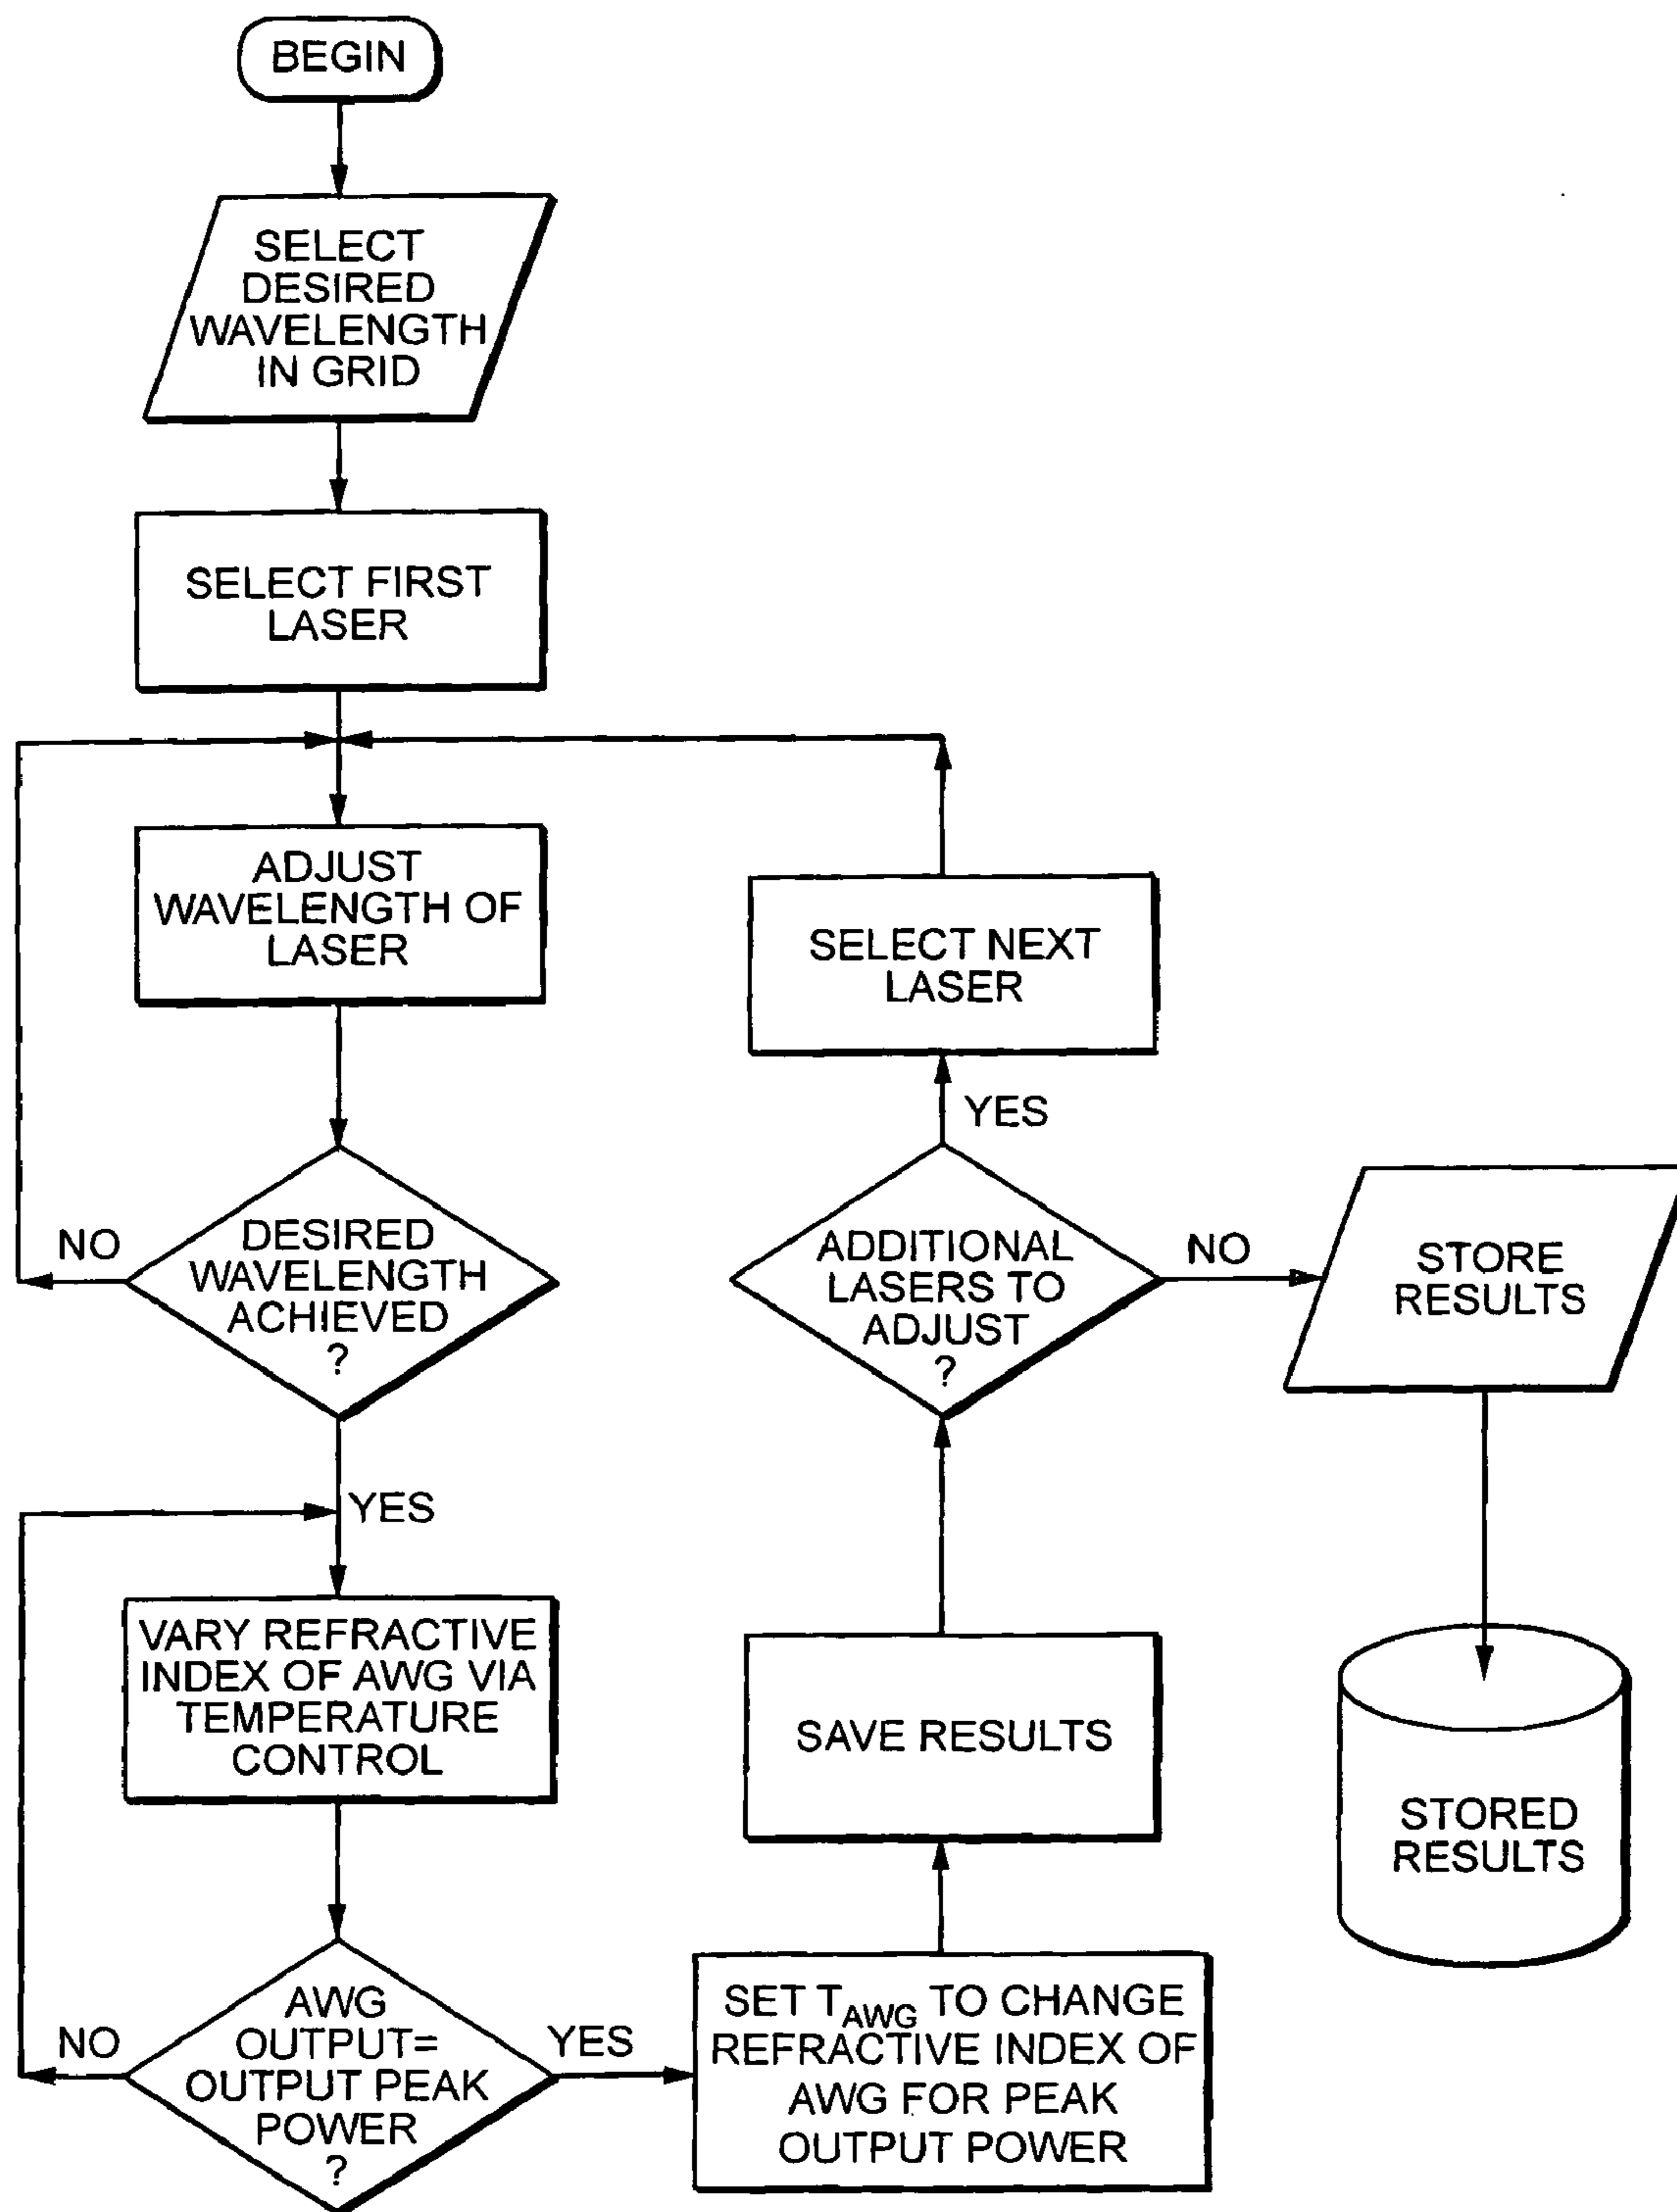 BEGIN
SELECT
DESIRED
WAVELENGTH
IN GRID
SELECT FIRST
LASER
ADJUST
WAVELENGTH OF
LASER
DESIRED
WAVELENGTH
ACHIEVED
?
NO
YES
VARY REFRACTIVE
INDEX OF AWG VIA
TEMPERATURE
CONTROL
AWG
OUTPUT=
OUTPUT PEAK
POWER
?
NO
YES
SET TAWG TO CHANGE
REFRACTIVE INDEX OF
AWG FOR PEAK
OUTPUT POWER
SAVE RESULTS
ADDITIONAL
LASERS TO
ADJUST
?
YES
SELECT NEXT
LASER
NO
STORE
RESULTS
STORED
RESULTS